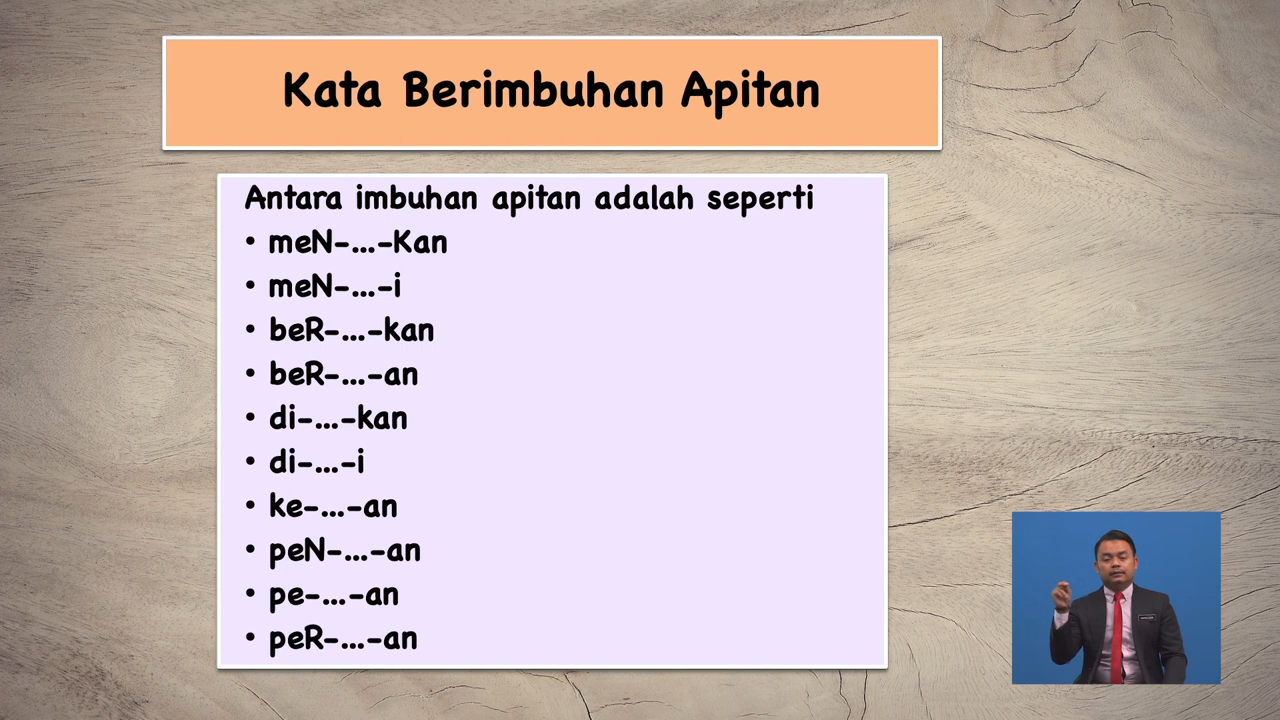 Kata Berimbuhan Apitan
Antara imbuhan apitan adalah seperti
• meN-...-Kan
• meN-...-i
• beR-...-kan
• beR-...-an
• di-...-kan
• di-...-i
• ke-...-an
• peN-...-an
• pe-...-an
• peR-...-an